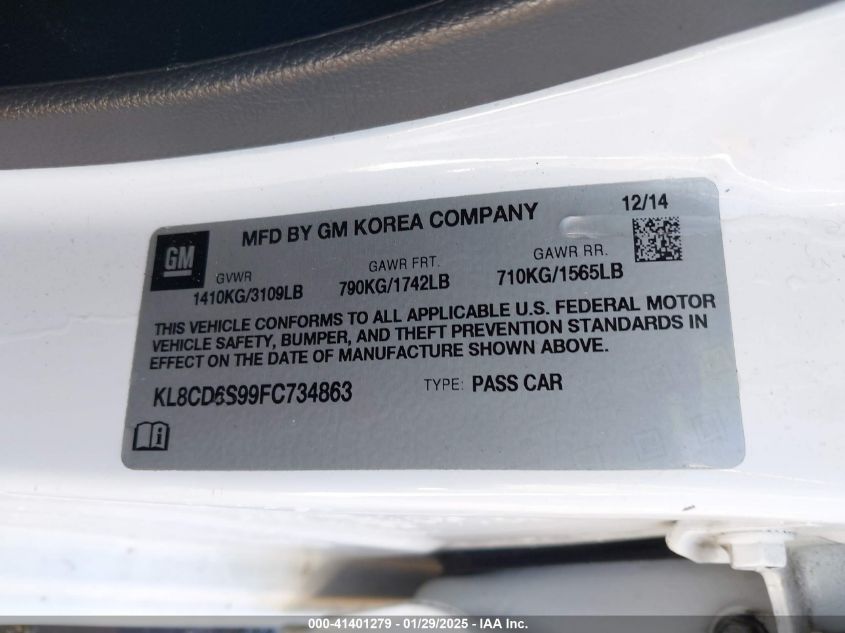 MFD BY GM KOREA COMPANY
12/14
GM
GVWR
1410KG/3109LB
GAWR FRT.
790KG/1742LB
GAWR RR.
710KG/1565LB
THIS VEHICLE CONFORMS TO ALL APPLICABLE U.S. FEDERAL MOTOR
VEHICLE SAFETY, BUMPER, AND THEFT PREVENTION STANDARDS IN
EFFECT ON THE DATE OF MANUFACTURE SHOWN ABOVE.
KL8CD6S99FC734863
TYPE: PASS CAR
i
000-41401279 - 01/29/2025 - IAA Inc.